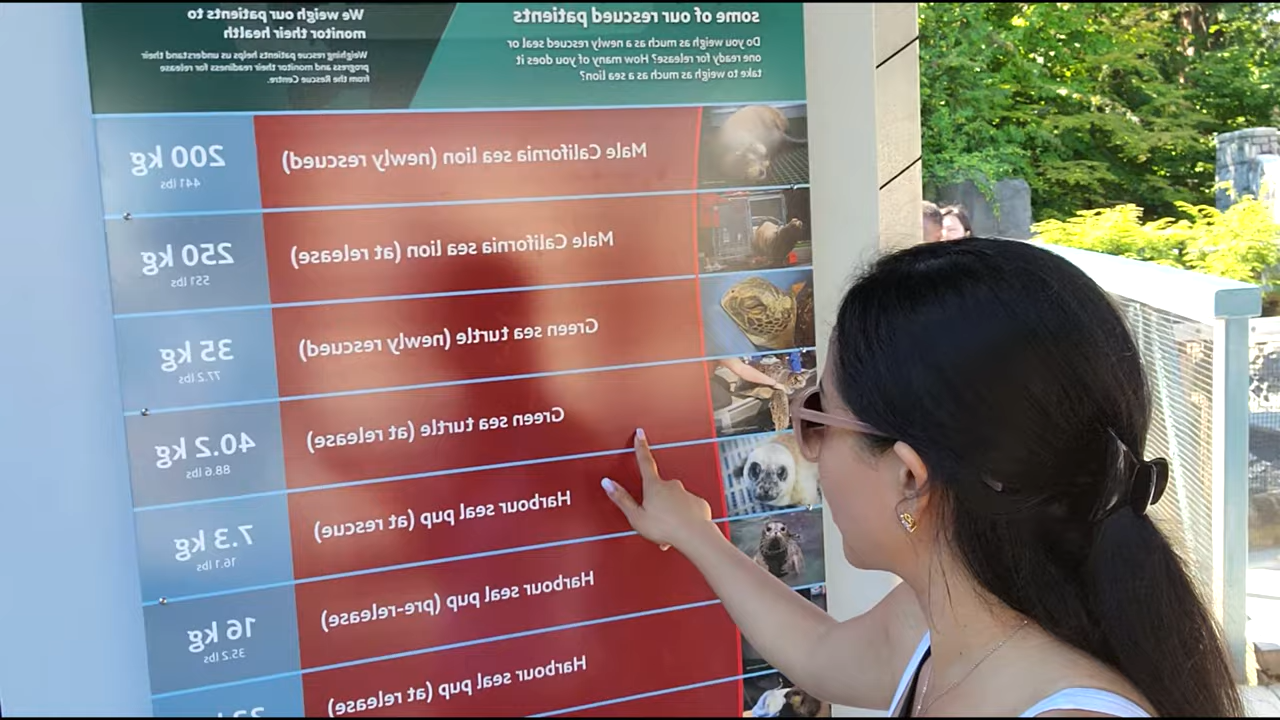 some of our rescued patients
Do you weigh as much as a newly rescued or seal
one ready for release? How many of you does it
take to weigh as much as a sea lion?
We weigh our patients to
monitor their health
Weighing rescue patients helps us understand their
progress and monitor their readiness for release
from the Rescue Centre.
Male California sea lion (newly rescued) 200 kg
441 lbs
Male California sea lion (at release) 250 kg
551 lbs
Green sea turtle (newly rescued) 35 kg
77.2 lbs
Green sea turtle (at release) 40.2 kg
88.6 lbs
Harbour seal pup (at rescue) 7.3 kg
16.1 lbs
Harbour seal pup (pre-release) 16 kg
35.2 lbs
Harbour seal pup (at release)